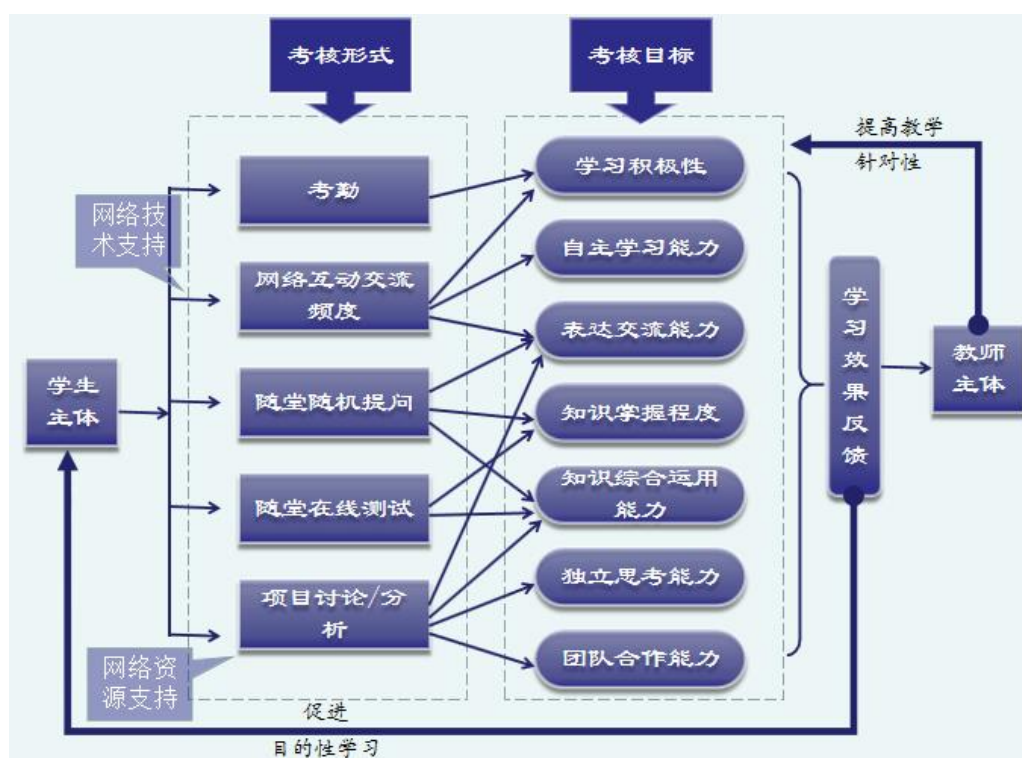 考核形式
考核目标
提高教学
针对性
网络技
术支持
考勤
网络互动交流
频度
随堂随机提问
随堂在线测试
项目讨论/分
析
学习积极性
自主学习能力
表达交流能力
知识掌握程度
知识综合运用
能力
独立思考能力
团队合作能力
学生
主体
学
习
效
果
反
馈
教师
主体
网络资
源支持
促进
目的性学习